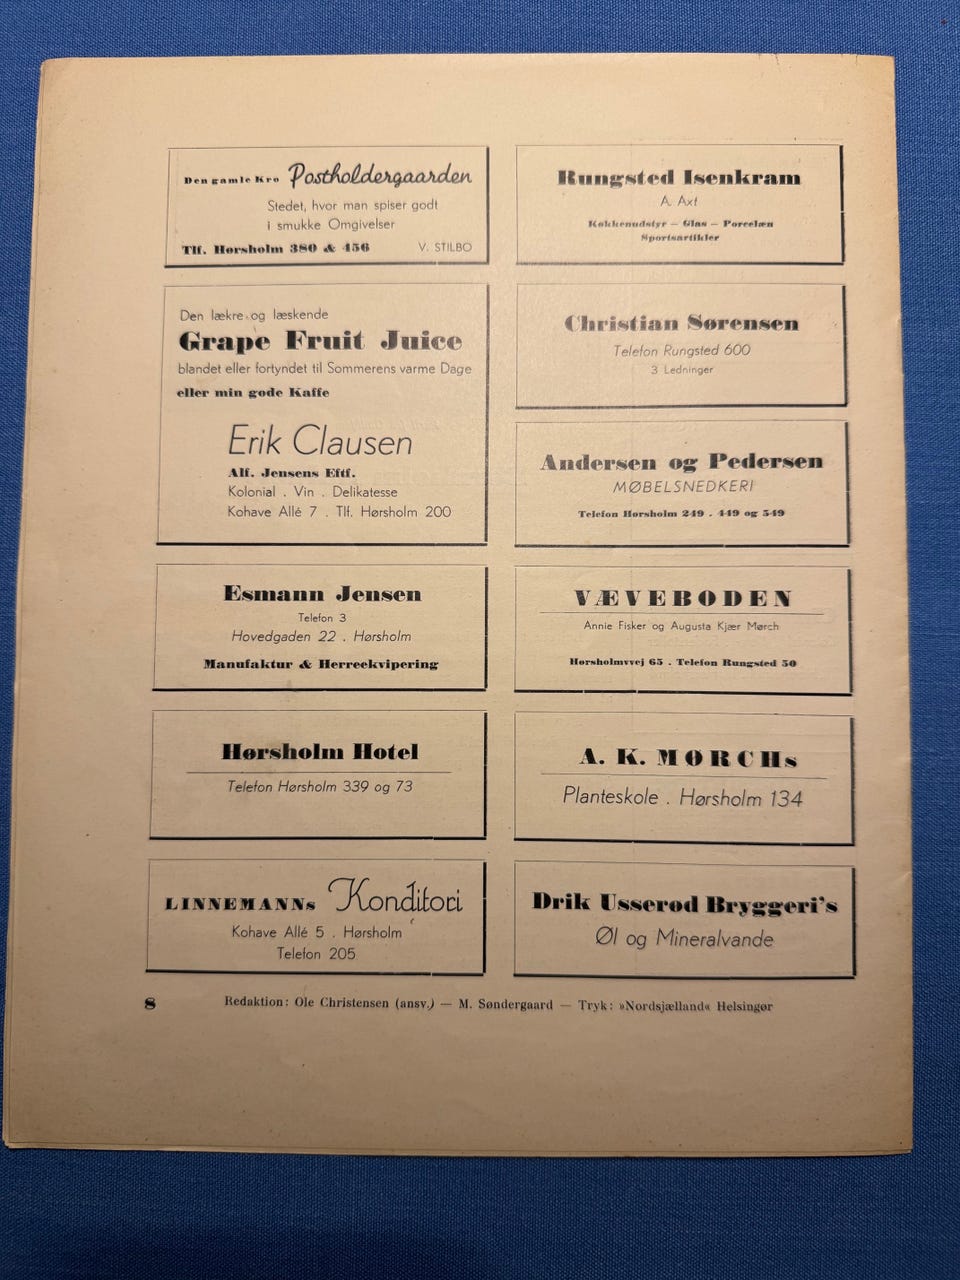 Den gamle Kro Postholdergaarden
Stedet, hvor man spiser godt
i smukke Omgivelser
Tlf. Hørsholm 380 & 456 V. STILBO
Den lækre og læskende
Grape Fruit Juice
blandet eller fortyndet til Sommerens varme Dage
eller min gode Kaffe
Erik Clausen
Alf. Jensens Eftf.
Kolonial . Vin . Delikatesse
Kohave Allé 7 . Tlf. Hørsholm 200
Esmann Jensen
Telefon 3
Hovedgaden 22 . Hørsholm
Manufaktur & Herreekvipering
Hørsholm Hotel
Telefon Hørsholm 339 og 73
LINNEMANNs Konditori
Kohave Allé 5 . Hørsholm
Telefon 205
Rungsted Isenkram
A. Axt
Køkkenudstyr – Glas – Porcelæn
Sportsartikler
Christian Sørensen
Telefon Rungsted 600
3 Ledninger
Andersen og Pedersen
MØBELSNEDKERI
Telefon Hørsholm 249 . 449 og 549
VÆVEBODEN
Annie Fisker og Augusta Kjær Mørch
Hørsholmvvej 65 . Telefon Rungsted 50
A. K. MØRCHs
Planteskole . Hørsholm 134
Drik Usserød Bryggeri's
Øl og Mineralvande
8 Redaktion: Ole Christensen (ansv.) — M. Søndergaard — Tryk: »Nordsjælland« Helsingør